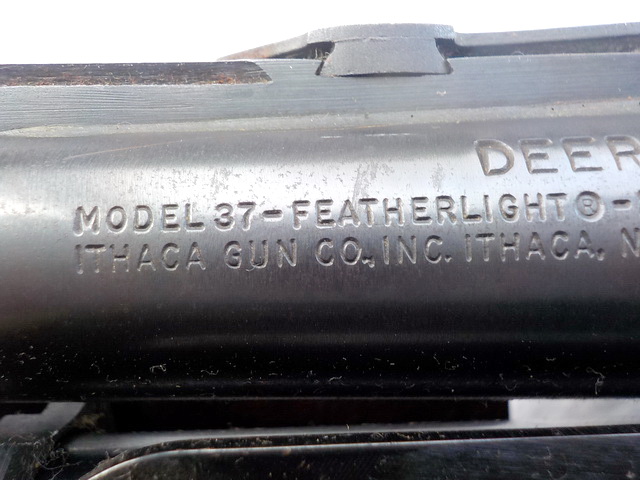 DEER
MODEL 37-FEATHERLIGHT®-
ITHACA GUN CO., INC. ITHACA, N